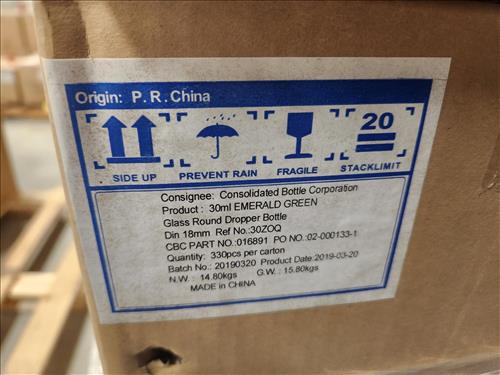 Origin: P. R. China
SIDE UP
PREVENT RAIN
FRAGILE
20
STACKLIMIT
Consignee: Consolidated Bottle Corporation
Product : 30ml EMERALD GREEN
Glass Round Dropper Bottle
Din 18mm Ref No.:30ZOQ
CBC PART NO.:016891 PO NO.:02-000133-1
Quantity: 330pcs per carton
Batch No.: 20190320 Product Date:2019-03-20
N.W. : 14.80kgs G.W. : 15.80kgs
MADE in CHINA